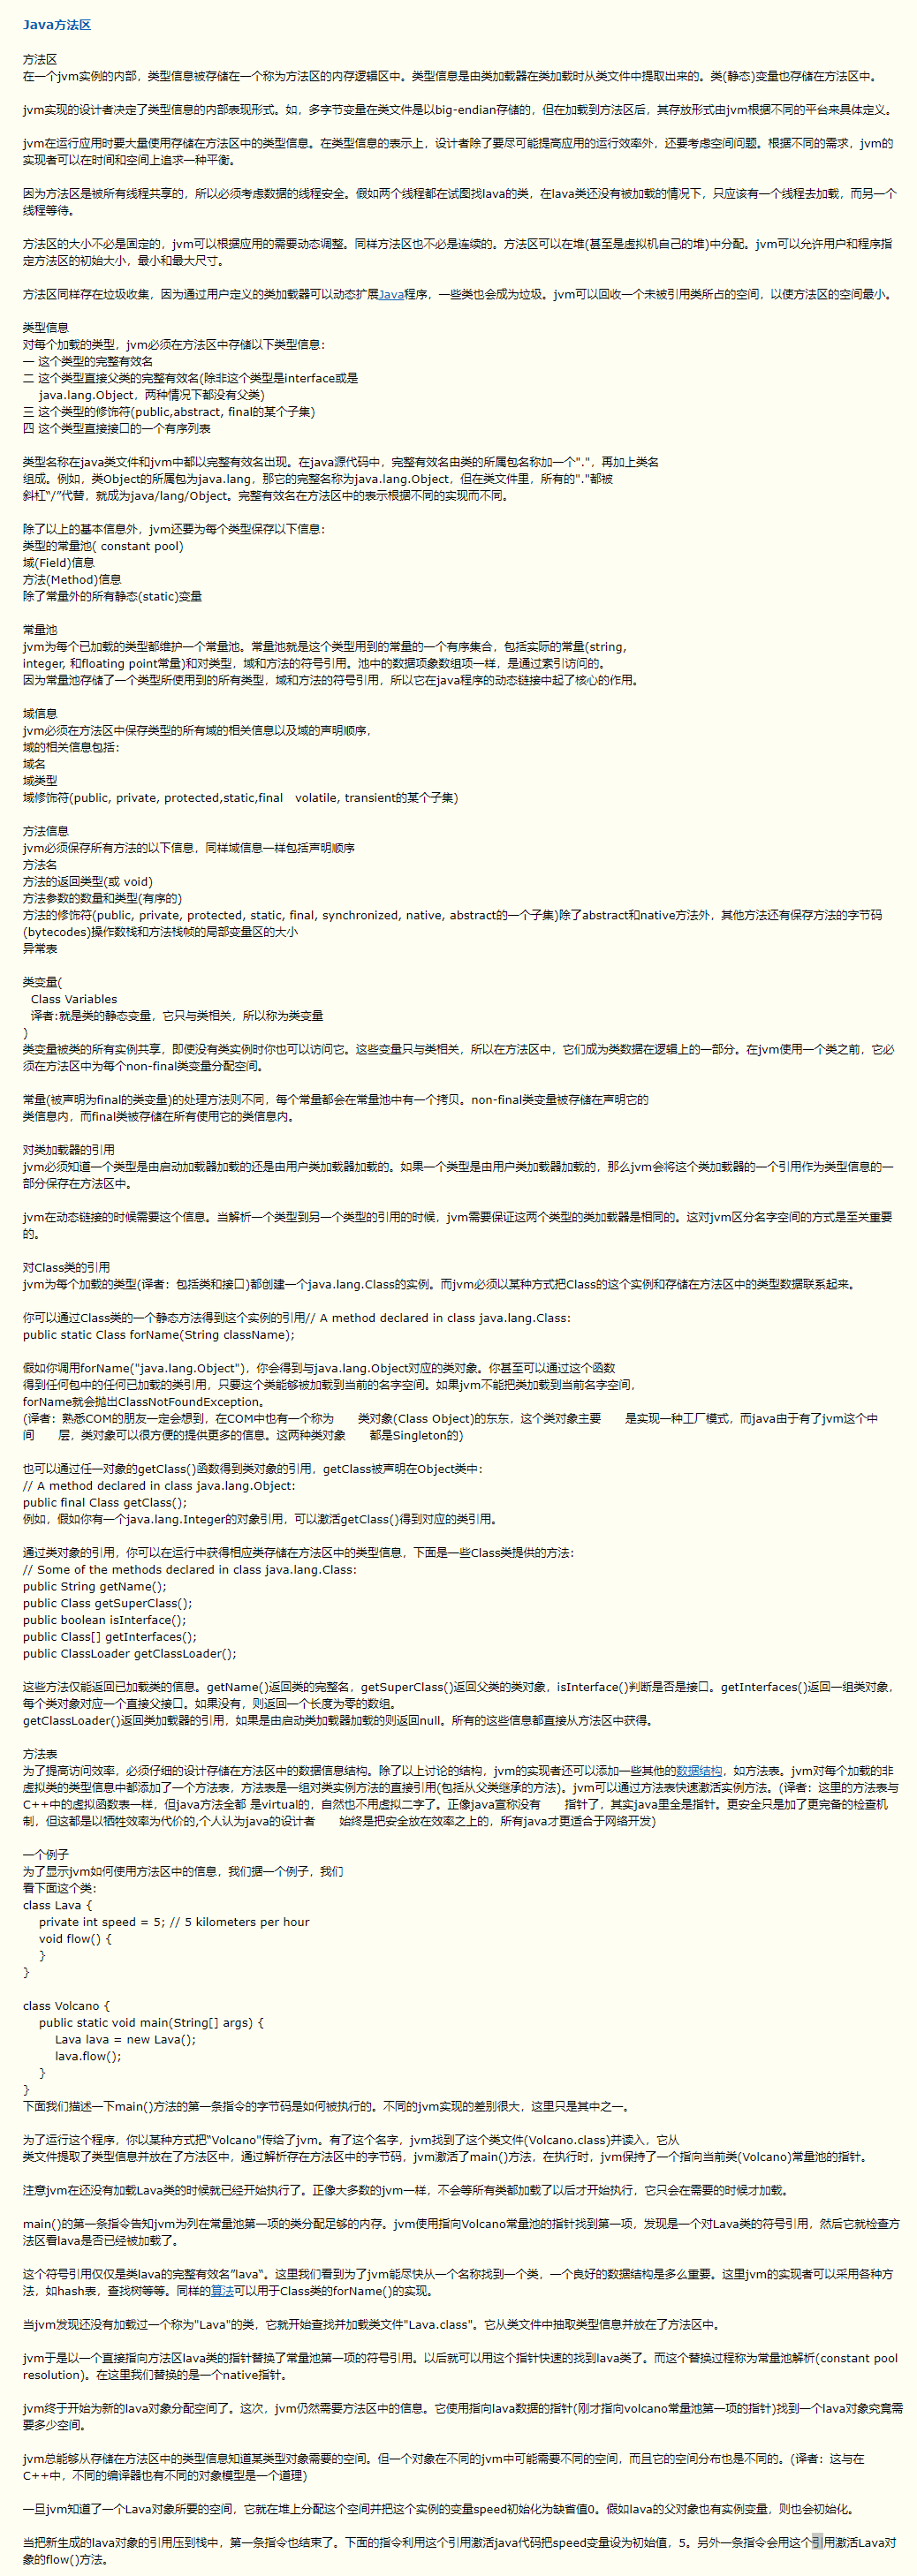 Java方法区
方法区
在一个jvm实例的内部，类型信息被存储在一个称为方法区的内存逻辑区中。类型信息是由类加载器在类加载时从类文件中提取出来的。类(静态)变量也存储在方法区中。
jvm实现的设计者决定了类型信息的内部表现形式。如，多字节变量在类文件是以big-endian存储的，但在加载到方法区后，其存放形式由jvm根据不同的平台来具体定义。
jvm在运行应用时要大量使用存储在方法区中的类型信息。在类型信息的表示上，设计者除了要尽可能提高应用的运行效率外，还要考虑空间问题。根据不同的需求，jvm的
实现者可以在时间和空间上追求一种平衡。
因为方法区是被所有线程共享的，所以必须考虑数据的线程安全。假如两个线程都在试图找lava的类，在lava类还没有被加载的情况下，只应该有一个线程去加载，而另一个
线程等待。
方法区的大小不必是固定的，jvm可以根据应用的需要动态调整。同样方法区也不必是连续的。方法区可以在堆(甚至是虚拟机自己的堆)中分配。jvm可以允许用户和程序指
定方法区的初始大小，最小和最大尺寸。
方法区同样存在垃圾收集，因为通过用户定义的类加载器可以动态扩展Java程序，一些类也会成为垃圾。jvm可以回收一个未被引用类所占的空间，以使方法区的空间最小。
类型信息
对每个加载的类型，jvm必须在方法区中存储以下类型信息：
一 这个类型的完整有效名
二 这个类型直接父类的完整有效名(除非这个类型是interface或是
java.lang.Object，两种情况下都没有父类)
三 这个类型的修饰符(public,abstract, final的某个子集)
四 这个类型直接接口的一个有序列表
类型名称在java类文件和jvm中都以完整有效名出现。在java源代码中，完整有效名由类的所属包名称加一个"."，再加上类名
组成。例如，类Object的所属包为java.lang，那它的完整名称为java.lang.Object，但在类文件里，所有的"."都被
斜杠“/”代替，就成为java/lang/Object。完整有效名在方法区中的表示根据不同的实现而不同。
除了以上的基本信息外，jvm还要为每个类型保存以下信息：
类型的常量池( constant pool)
域(Field)信息
方法(Method)信息
除了常量外的所有静态(static)变量
常量池
jvm为每个已加载的类型都维护一个常量池。常量池就是这个类型用到的常量的一个有序集合，包括实际的常量(string,
integer, 和floating point常量)和对类型，域和方法的符号引用。池中的数据项象数组项一样，是通过索引访问的。
因为常量池存储了一个类型所使用到的所有类型，域和方法的符号引用，所以它在java程序的动态链接中起了核心的作用。
域信息
jvm必须在方法区中保存类型的所有域的相关信息以及域的声明顺序，
域的相关信息包括：
域名
域类型
域修饰符(public, private, protected,static,final   volatile, transient的某个子集)
方法信息
jvm必须保存所有方法的以下信息，同样域信息一样包括声明顺序
方法名
方法的返回类型(或 void)
方法参数的数量和类型(有序的)
方法的修饰符(public, private, protected, static, final, synchronized, native, abstract的一个子集)除了abstract和native方法外，其他方法还有保存方法的字节码
(bytecodes)操作数栈和方法栈帧的局部变量区的大小
异常表
类变量(
Class Variables
译者:就是类的静态变量，它只与类相关，所以称为类变量
)
类变量被类的所有实例共享，即使没有类实例时你也可以访问它。这些变量只与类相关，所以在方法区中，它们成为类数据在逻辑上的一部分。在jvm使用一个类之前，它必
须在方法区中为每个non-final类变量分配空间。
常量(被声明为final的类变量)的处理方法则不同，每个常量都会在常量池中有一个拷贝。non-final类变量被存储在声明它的
类信息内，而final类被存储在所有使用它的类信息内。
对类加载器的引用
jvm必须知道一个类型是由启动加载器加载的还是由用户类加载器加载的。如果一个类型是由用户类加载器加载的，那么jvm会将这个类加载器的一个引用作为类型信息的一
部分保存在方法区中。
jvm在动态链接的时候需要这个信息。当解析一个类型到另一个类型的引用的时候，jvm需要保证这两个类型的类加载器是相同的。这对jvm区分名字空间的方式是至关重要
的。
对Class类的引用
jvm为每个加载的类型(译者：包括类和接口)都创建一个java.lang.Class的实例。而jvm必须以某种方式把Class的这个实例和存储在方法区中的类型数据联系起来。
你可以通过Class类的一个静态方法得到这个实例的引用// A method declared in class java.lang.Class:
public static Class forName(String className);
假如你调用forName("java.lang.Object")，你会得到与java.lang.Object对应的类对象。你甚至可以通过这个函数
得到任何包中的任何已加载的类引用，只要这个类能够被加载到当前的名字空间。如果jvm不能把类加载到当前名字空间，
forName就会抛出ClassNotFoundException。
(译者：熟悉COM的朋友一定会想到，在COM中也有一个称为      类对象(Class Object)的东东，这个类对象主要      是实现一种工厂模式，而java由于有了jvm这个中
间      层，类对象可以很方便的提供更多的信息。这两种类对象      都是Singleton的)
也可以通过任一对象的getClass()函数得到类对象的引用，getClass被声明在Object类中：
// A method declared in class java.lang.Object:
public final Class getClass();
例如，假如你有一个java.lang.Integer的对象引用，可以激活getClass()得到对应的类引用。
通过类对象的引用，你可以在运行中获得相应类存储在方法区中的类型信息，下面是一些Class类提供的方法：
// Some of the methods declared in class java.lang.Class:
public String getName();
public Class getSuperClass();
public boolean isInterface();
public Class[] getInterfaces();
public ClassLoader getClassLoader();
这些方法仅能返回已加载类的信息。getName()返回类的完整名，getSuperClass()返回父类的类对象，isInterface()判断是否是接口。getInterfaces()返回一组类对象，
每个类对象对应一个直接父接口。如果没有，则返回一个长度为零的数组。
getClassLoader()返回类加载器的引用，如果是由启动类加载器加载的则返回null。所有的这些信息都直接从方法区中获得。
方法表
为了提高访问效率，必须仔细的设计存储在方法区中的数据信息结构。除了以上讨论的结构，jvm的实现者还可以添加一些其他的数据结构，如方法表。jvm对每个加载的非
虚拟类的类型信息中都添加了一个方法表，方法表是一组对类实例方法的直接引用(包括从父类继承的方法)。jvm可以通过方法表快速激活实例方法。(译者：这里的方法表与
C++中的虚拟函数表一样，但java方法全都 是virtual的，自然也不用虚拟二字了。正像java宣称没有      指针了，其实java里全是指针。更安全只是加了更完备的检查机
制，但这都是以牺牲效率为代价的,个人认为java的设计者      始终是把安全放在效率之上的，所有java才更适合于网络开发)
一个例子
为了显示jvm如何使用方法区中的信息，我们据一个例子，我们
看下面这个类：
class Lava {
private int speed = 5; // 5 kilometers per hour
void flow() {
}
}
class Volcano {
public static void main(String[] args) {
Lava lava = new Lava();
lava.flow();
}
}
下面我们描述一下main()方法的第一条指令的字节码是如何被执行的。不同的jvm实现的差别很大，这里只是其中之一。
为了运行这个程序，你以某种方式把“Volcano”传给了jvm。有了这个名字，jvm找到了这个类文件(Volcano.class)并读入，它从
类文件提取了类型信息并放在了方法区中，通过解析存在方法区中的字节码，jvm激活了main()方法，在执行时，jvm保持了一个指向当前类(Volcano)常量池的指针。
注意jvm在还没有加载Lava类的时候就已经开始执行了。正像大多数的jvm一样，不会等所有类都加载了以后才开始执行，它只会在需要的时候才加载。
main()的第一条指令告知jvm为列在常量池第一项的类分配足够的内存。jvm使用指向Volcano常量池的指针找到第一项，发现是一个对Lava类的符号引用，然后它就检查方
法区看lava是否已经被加载了。
这个符号引用仅仅是类lava的完整有效名”lava“。这里我们看到为了jvm能尽快从一个名称找到一个类，一个良好的数据结构是多么重要。这里jvm的实现者可以采用各种方
法，如hash表，查找树等等。同样的算法可以用于Class类的forName()的实现。
当jvm发现还没有加载过一个称为"Lava"的类，它就开始查找并加载类文件"Lava.class"。它从类文件中抽取类型信息并放在了方法区中。
jvm于是以一个直接指向方法区lava类的指针替换了常量池第一项的符号引用。以后就可以用这个指针快速的找到lava类了。而这个替换过程称为常量池解析(constant pool
resolution)。在这里我们替换的是一个native指针。
jvm终于开始为新的lava对象分配空间了。这次，jvm仍然需要方法区中的信息。它使用指向lava数据的指针(刚才指向volcano常量池第一项的指针)找到一个lava对象究竟需
要多少空间。
jvm总能够从存储在方法区中的类型信息知道某类型对象需要的空间。但一个对象在不同的jvm中可能需要不同的空间，而且它的空间分布也是不同的。(译者：这与在
C++中，不同的编译器也有不同的对象模型是一个道理)
一旦jvm知道了一个Lava对象所要的空间，它就在堆上分配这个空间并把这个实例的变量speed初始化为缺省值0。假如lava的父对象也有实例变量，则也会初始化。
当把新生成的lava对象的引用压到栈中，第一条指令也结束了。下面的指令利用这个引用激活java代码把speed变量设为初始值，5。另外一条指令会用这个引用激活Lava对
象的flow()方法。